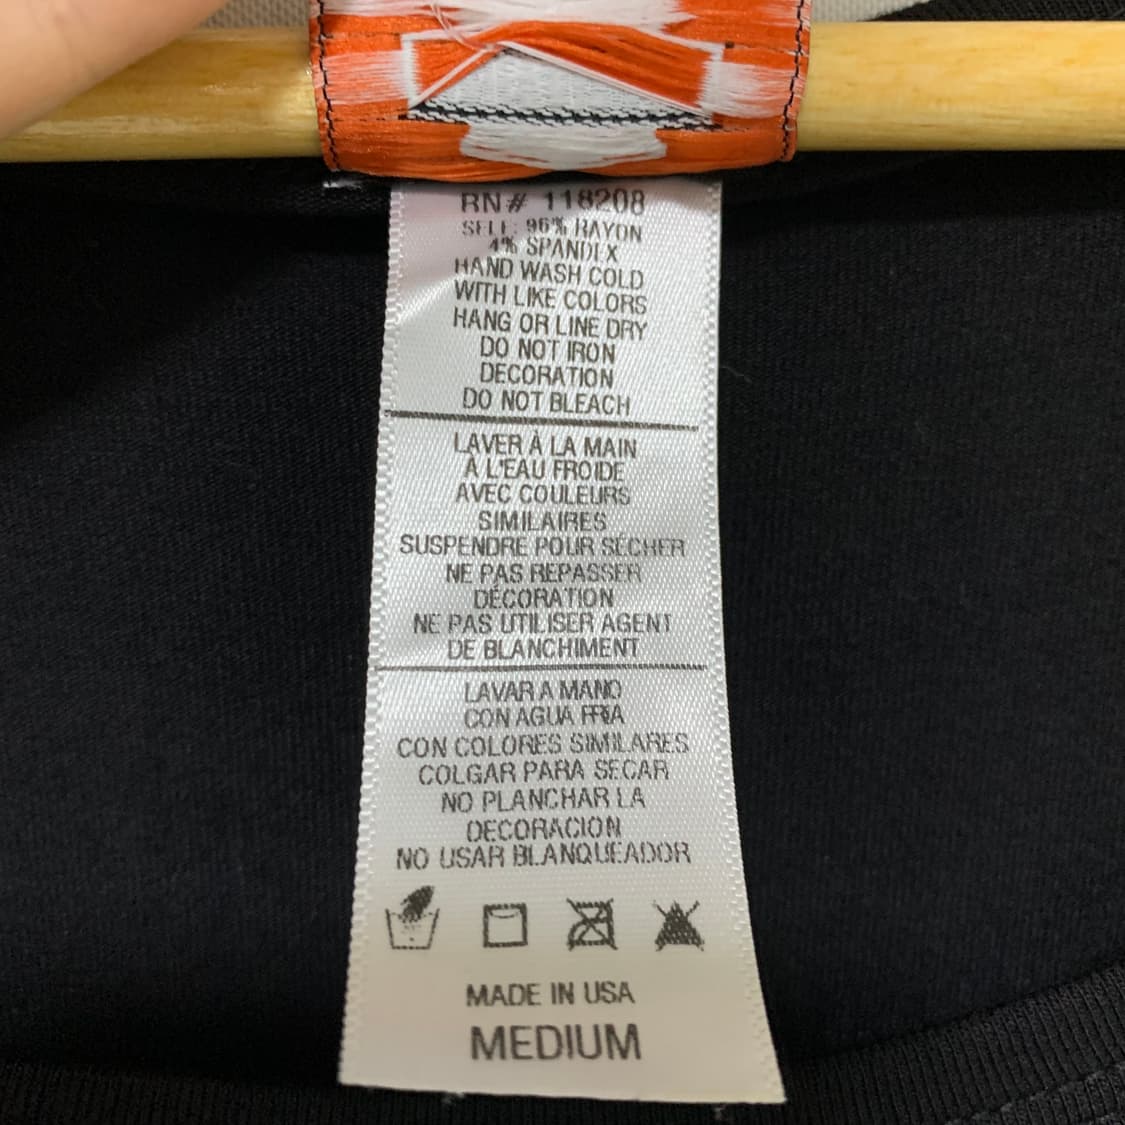 RN# 118208
SELF: 96% RAYON
4% SPANDEX
HAND WASH COLD
WITH LIKE COLORS
HANG OR LINE DRY
DO NOT IRON
DECORATION
DO NOT BLEACH
LAVER À LA MAIN
À L'EAU FROIDE
AVEC COULEURS
SIMILAIRES
SUSPENDRE POUR SÉCHER
NE PAS REPASSER
DÉCORATION
NE PAS UTILISER AGENT
DE BLANCHIMENT
LAVAR A MANO
CON AGUA FRIA
CON COLORES SIMILARES
COLGAR PARA SECAR
NO PLANCHAR LA
DECORACION
NO USAR BLANQUEADOR
MADE IN USA
MEDIUM